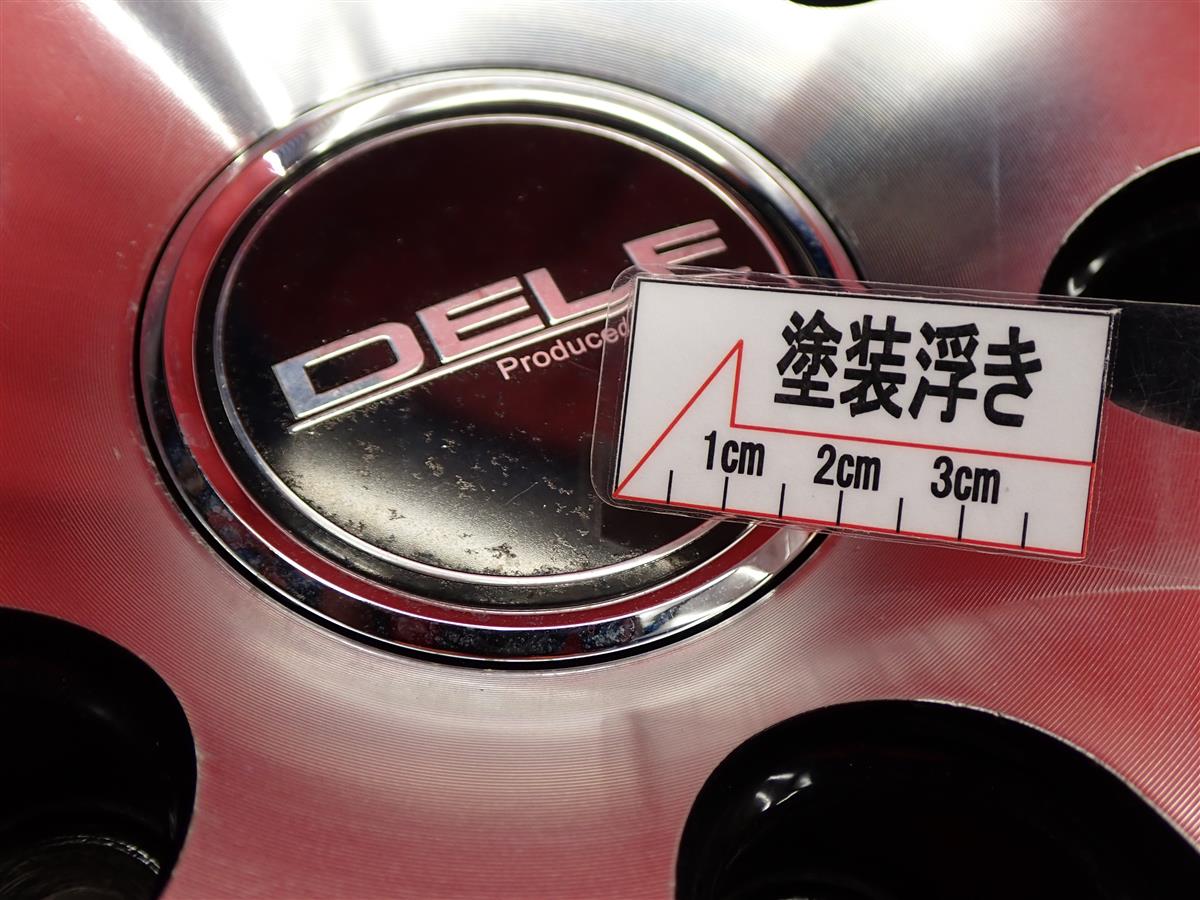 DELE
Produced
塗装浮き
1cm 2cm 3cm